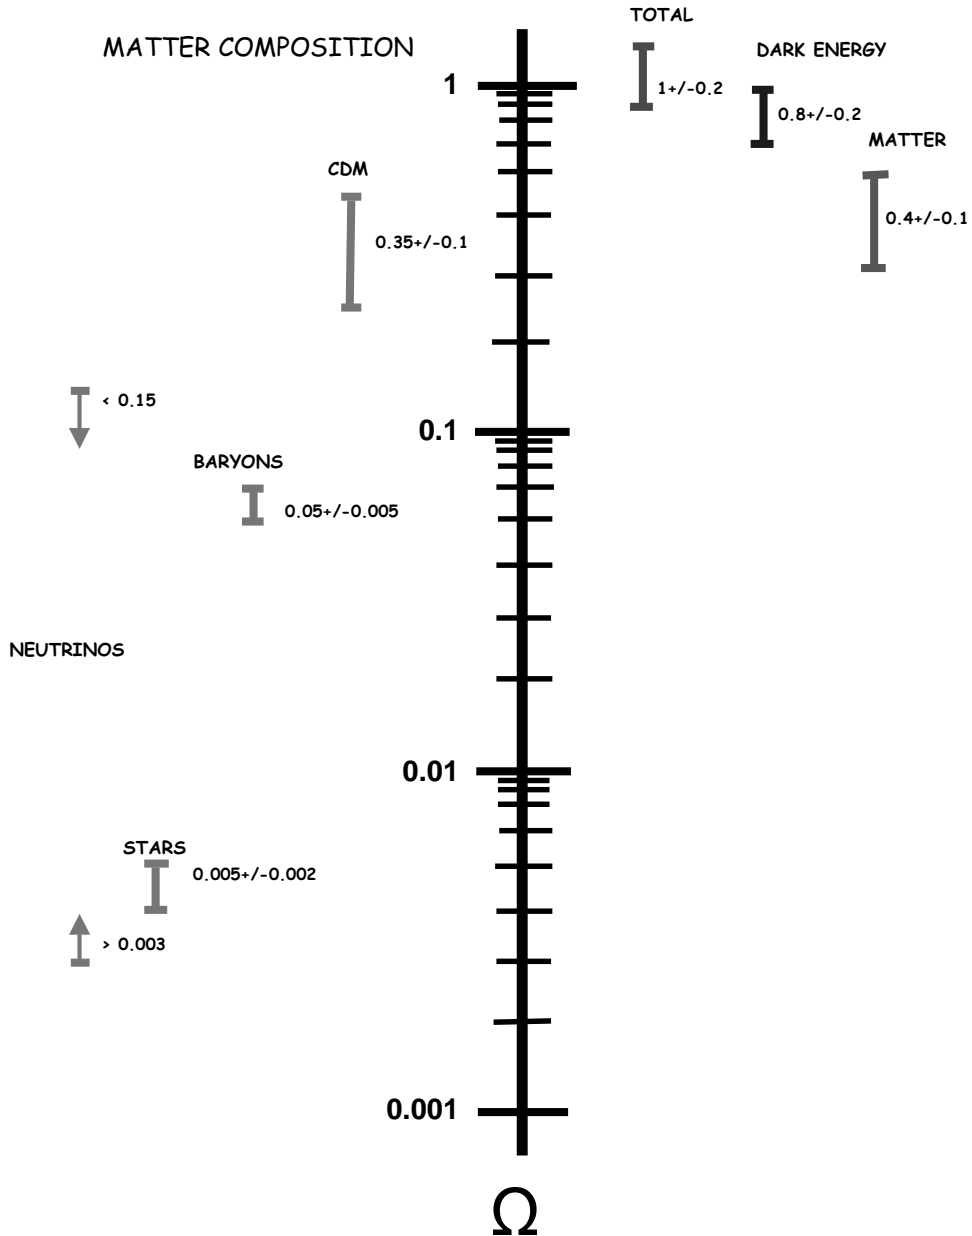 TOTAL
MATTER COMPOSITION
DARK ENERGY
1
1+/-0.2
0.8+/-0.2
MATTER
CDM
0.4+/-0.1
0.35+/-0.1
< 0.15
0.1
BARYONS
0.05+/-0.005
NEUTRINOS
0.01
STARS
0.005+/-0.002
> 0.003
0.001
Ω